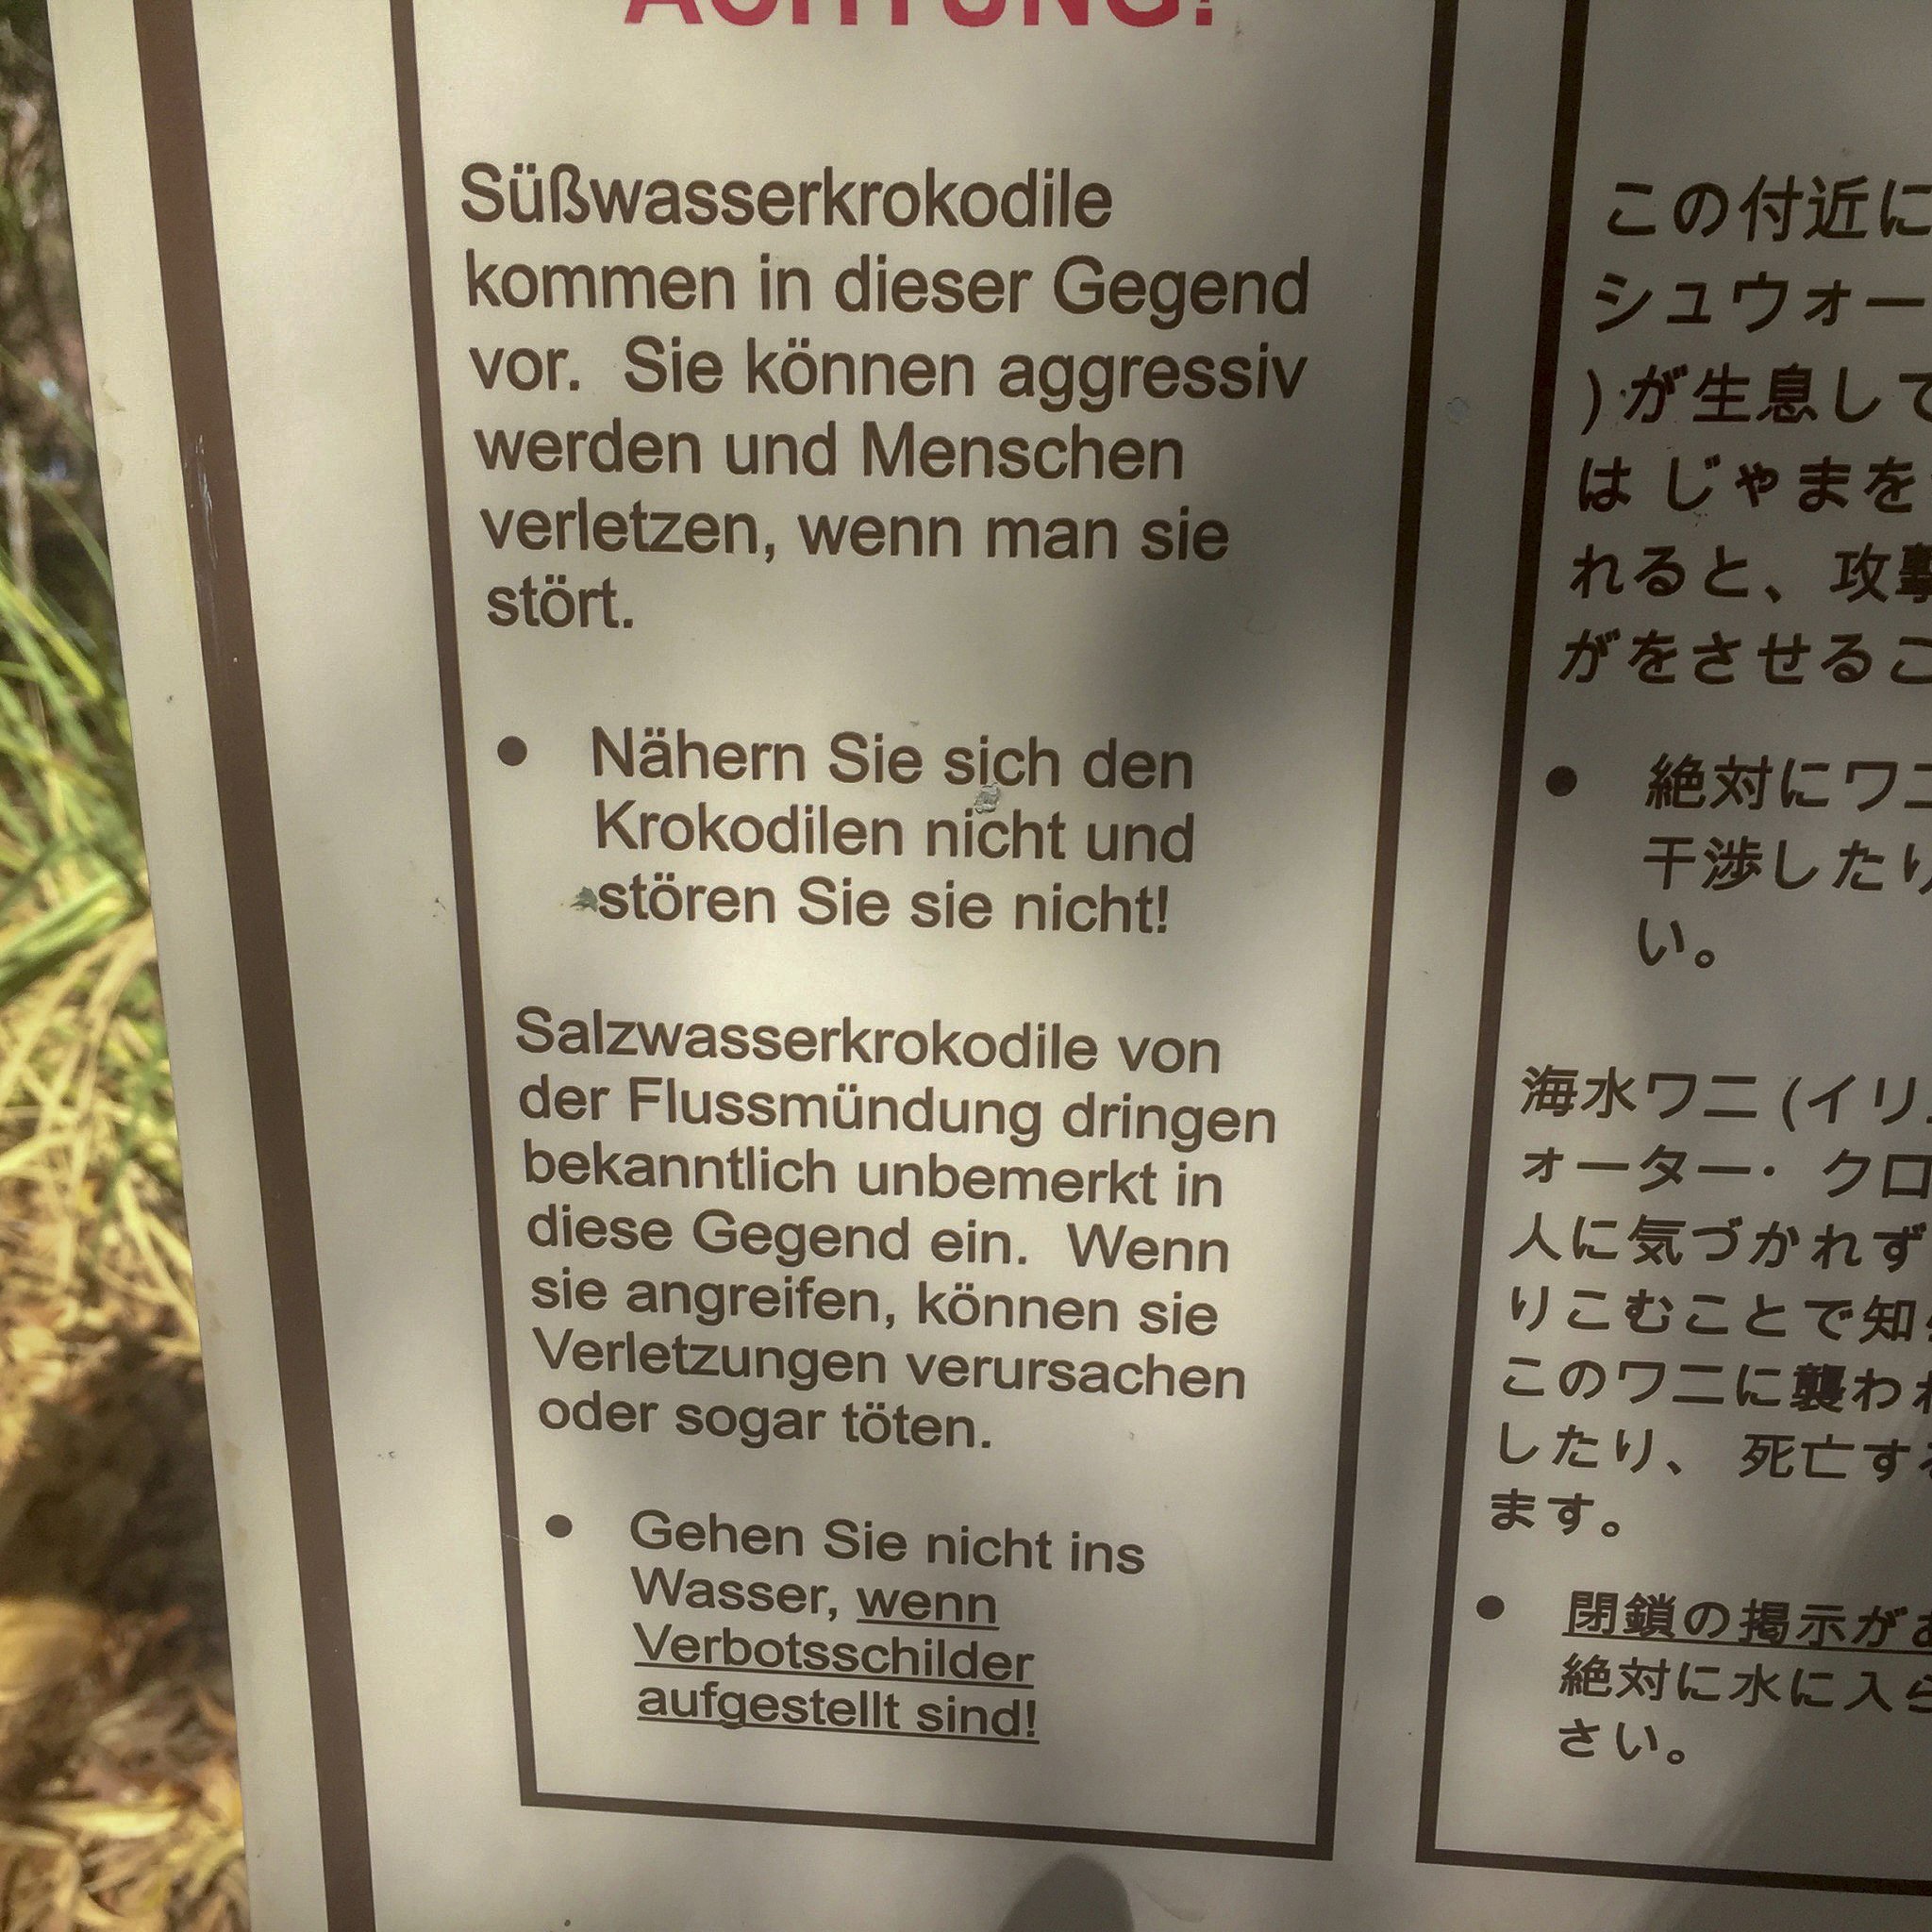 ACHTUNG!
Süßwasserkrokodile
kommen in dieser Gegend
vor. Sie können aggressiv
werden und Menschen
verletzen, wenn man sie
stört.
• Nähern Sie sich den
Krokodilen nicht und
stören Sie sie nicht!
Salzwasserkrokodile von
der Flussmündung dringen
bekanntlich unbemerkt in
diese Gegend ein. Wenn
sie angreifen, können sie
Verletzungen verursachen
oder sogar töten.
• Gehen Sie nicht ins
Wasser, wenn
Verbotsschilder
aufgestellt sind!
この付近に
シュウォー
)が生息して
は じゃまを
れると、攻撃
がをさせるこ
• 絶対にワニ
干渉したり
い。
海水ワニ(イリ
ォーター・クロ
人に気づかれず
りこむことで知
このワニに襲われ
したり、死亡する
ます。
• 閉鎖の掲示があ
絶対に水に入ら
さい。